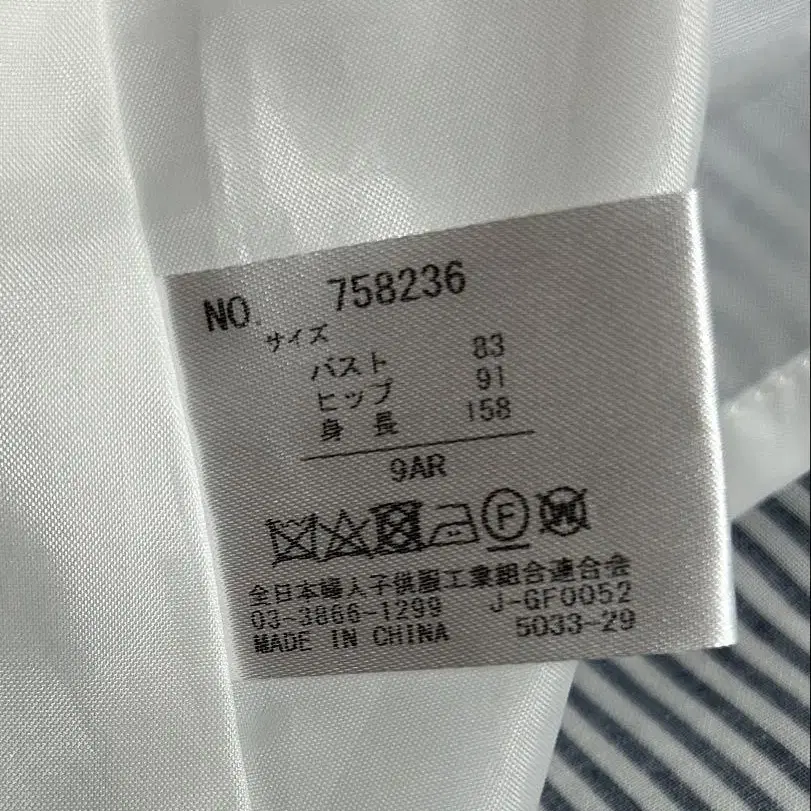 NO. 758236
サイズ
バスト 83
ヒップ 91
身長 158
9AR
F W
全日本婦人子供服工業組合連合会
03-3866-1299 J-GF0052
MADE IN CHINA 5033-29